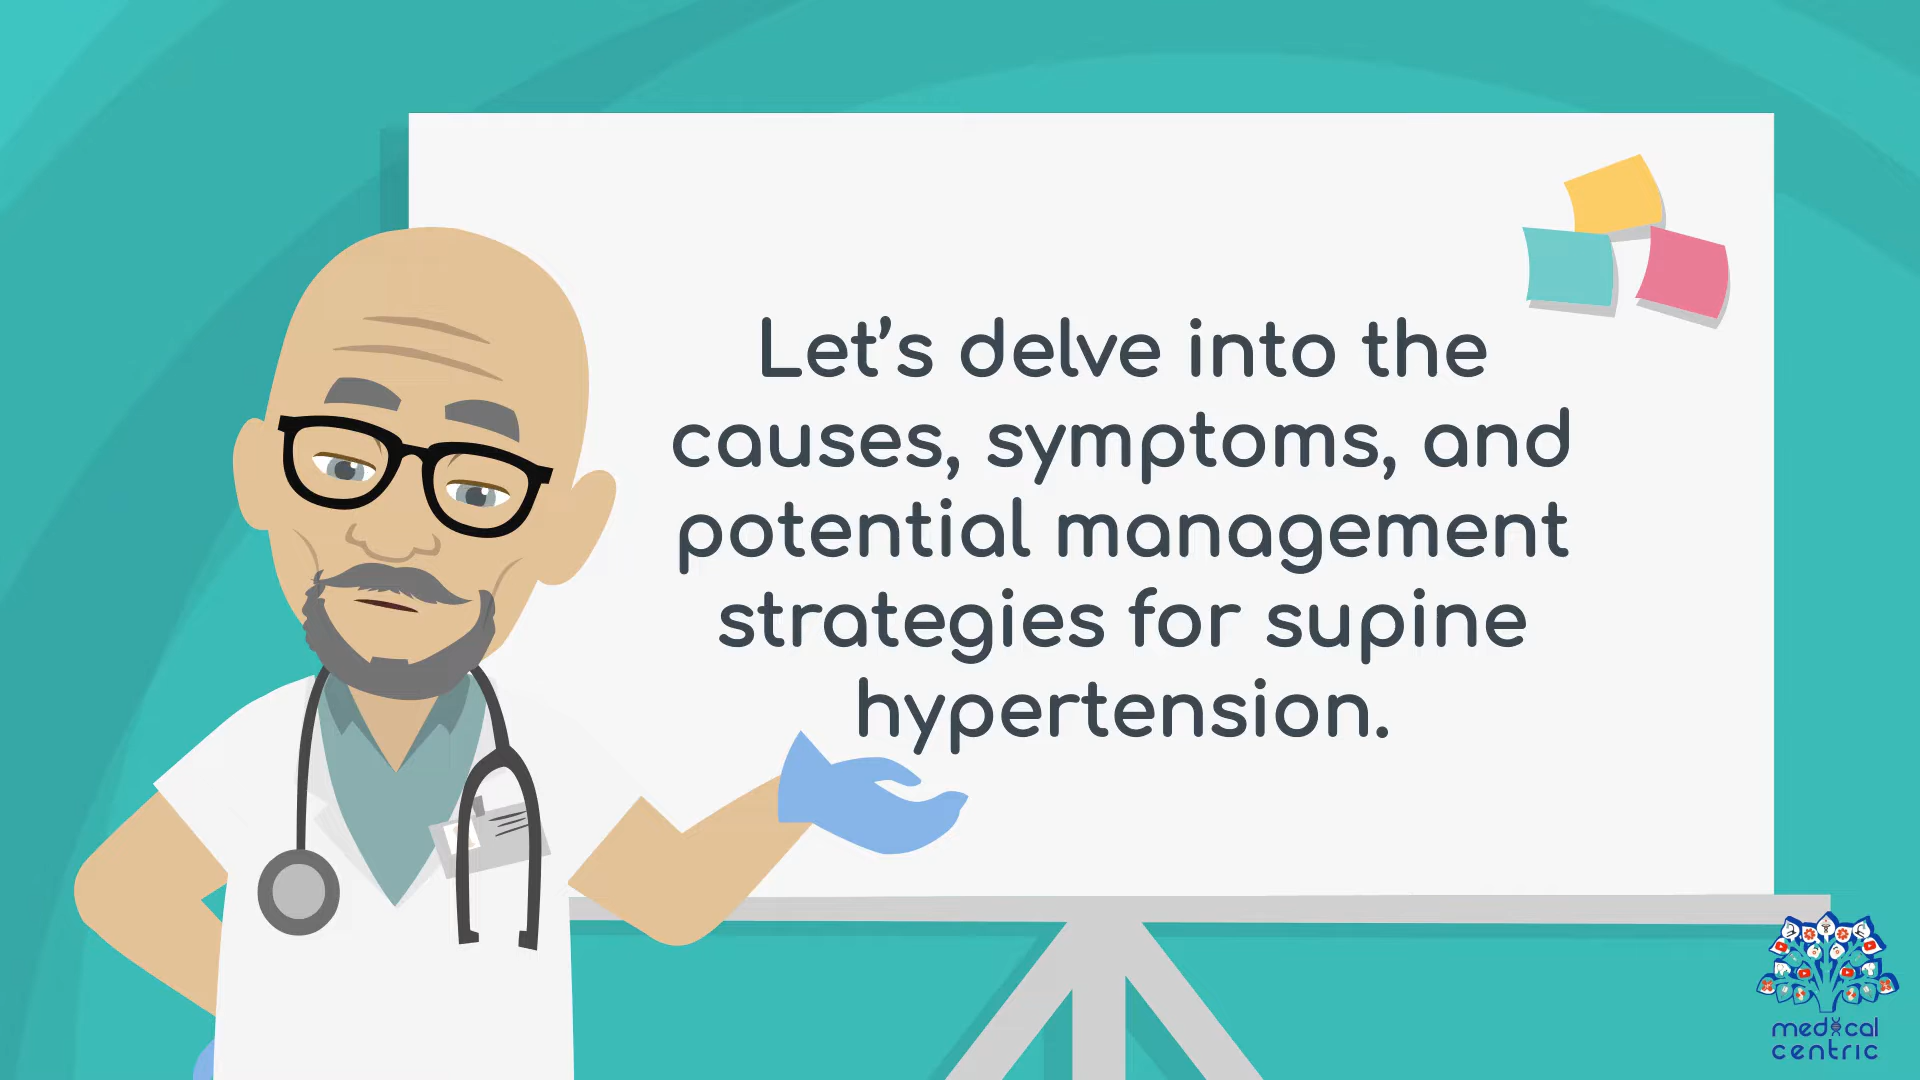 Let’s delve into the
causes, symptoms, and
potential management
strategies for supine
hypertension.
medical
centric